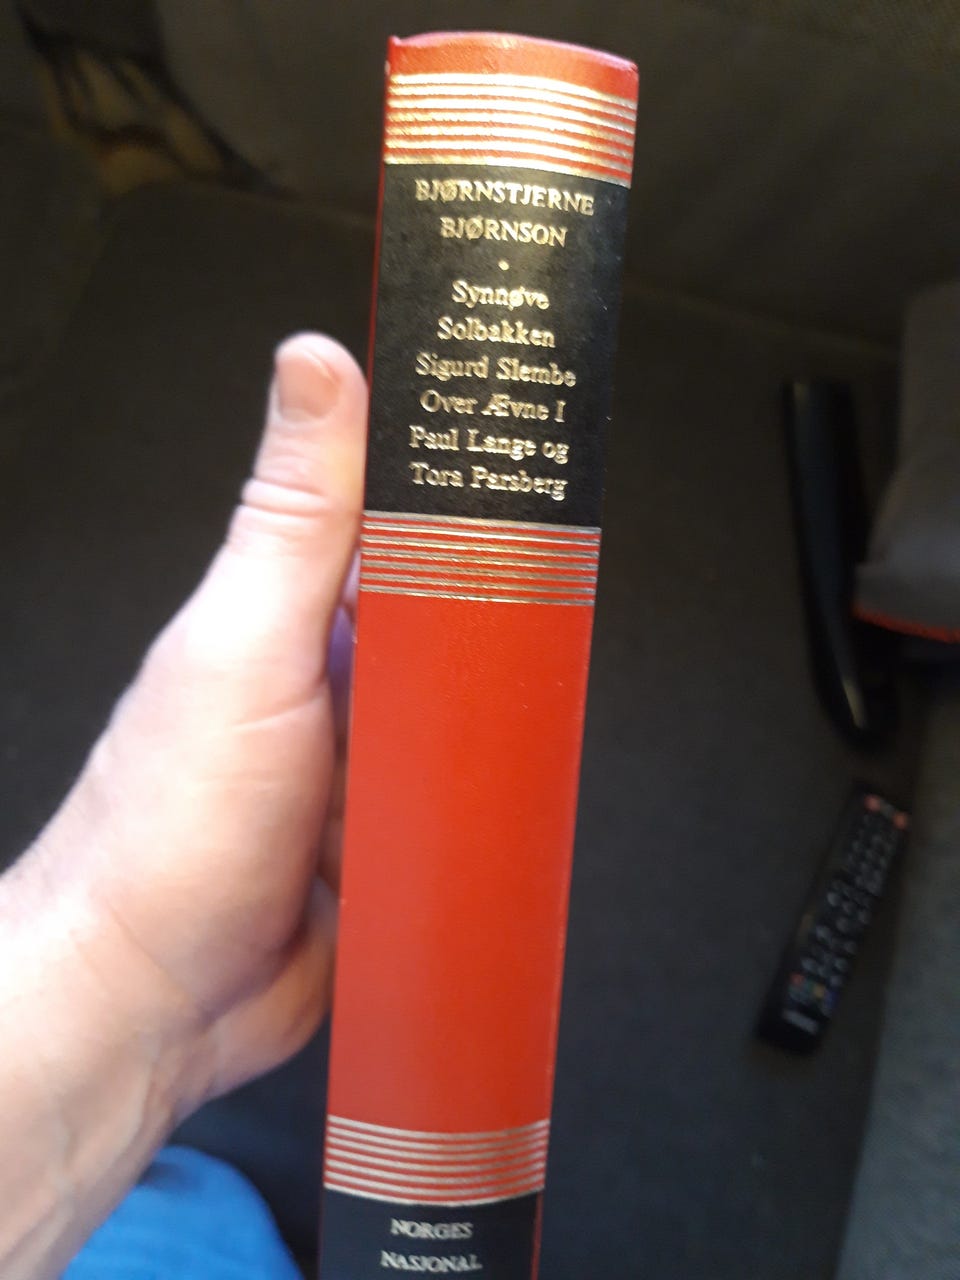 BJØRNSTJERNE
BJØRNSON
•
Synnøve
Solbakken
Sigurd Slembe
Over Ævne I
Paul Lange og
Tora Parsberg
NORGES
NASJONAL